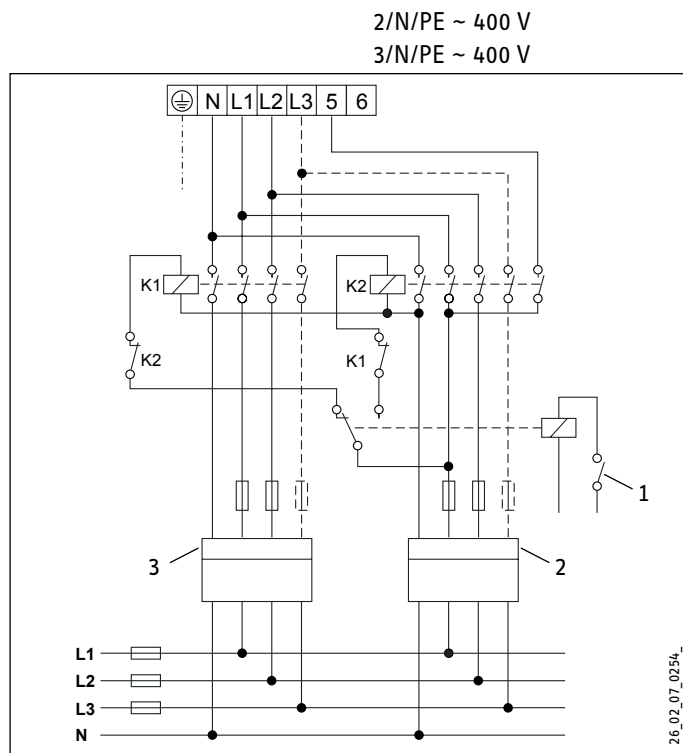 2/N/PE ~ 400 V
3/N/PE ~ 400 V
N L1 L2 L3 5 6
K1 K2
K2 K1
1
3 2
L1
L2
L3
N
26_02_07_0254_